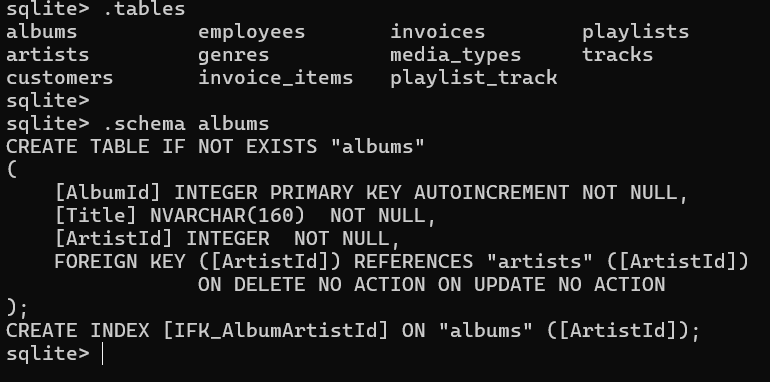 sqlite> .tables
albums          employees       invoices        playlists
artists         genres          media_types     tracks
customers       invoice_items   playlist_track
sqlite>
sqlite> .schema albums
CREATE TABLE IF NOT EXISTS "albums"
(
    [AlbumId] INTEGER PRIMARY KEY AUTOINCREMENT NOT NULL,
    [Title] NVARCHAR(160)  NOT NULL,
    [ArtistId] INTEGER  NOT NULL,
    FOREIGN KEY ([ArtistId]) REFERENCES "artists" ([ArtistId])
                ON DELETE NO ACTION ON UPDATE NO ACTION
);
CREATE INDEX [IFK_AlbumArtistId] ON "albums" ([ArtistId]);
sqlite>